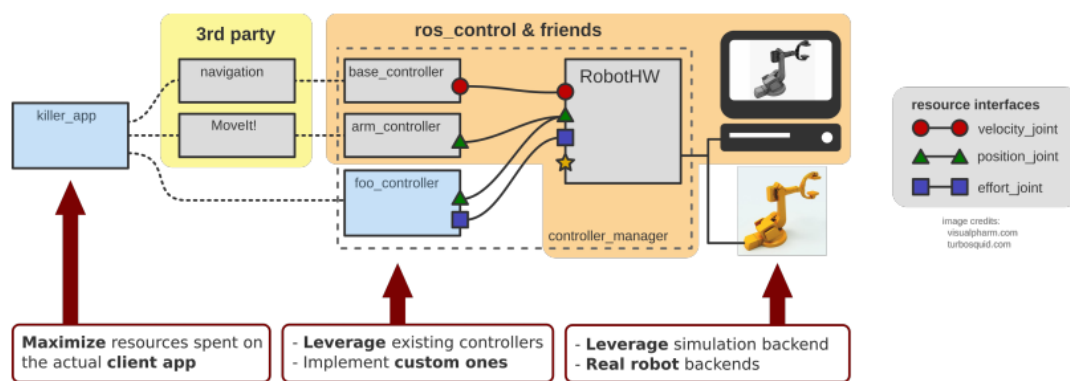 3rd party
ros_control & friends
killer_app
navigation
MoveIt!
base_controller
arm_controller
foo_controller
RobotHW
controller_manager
resource interfaces
velocity_joint
position_joint
effort_joint
image credits:
visualpharm.com
turbosquid.com
Maximize resources spent on
the actual client app
- Leverage existing controllers
- Implement custom ones
- Leverage simulation backend
- Real robot backends